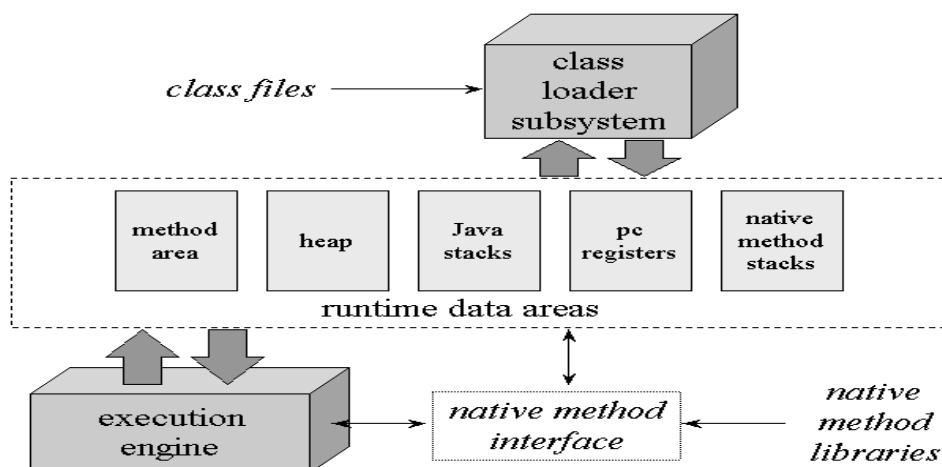 class
loader
subsystem
class files
method
area
heap
Java
stacks
pc
registers
native
method
stacks
runtime data areas
execution
engine
native method
interface
native
method
libraries